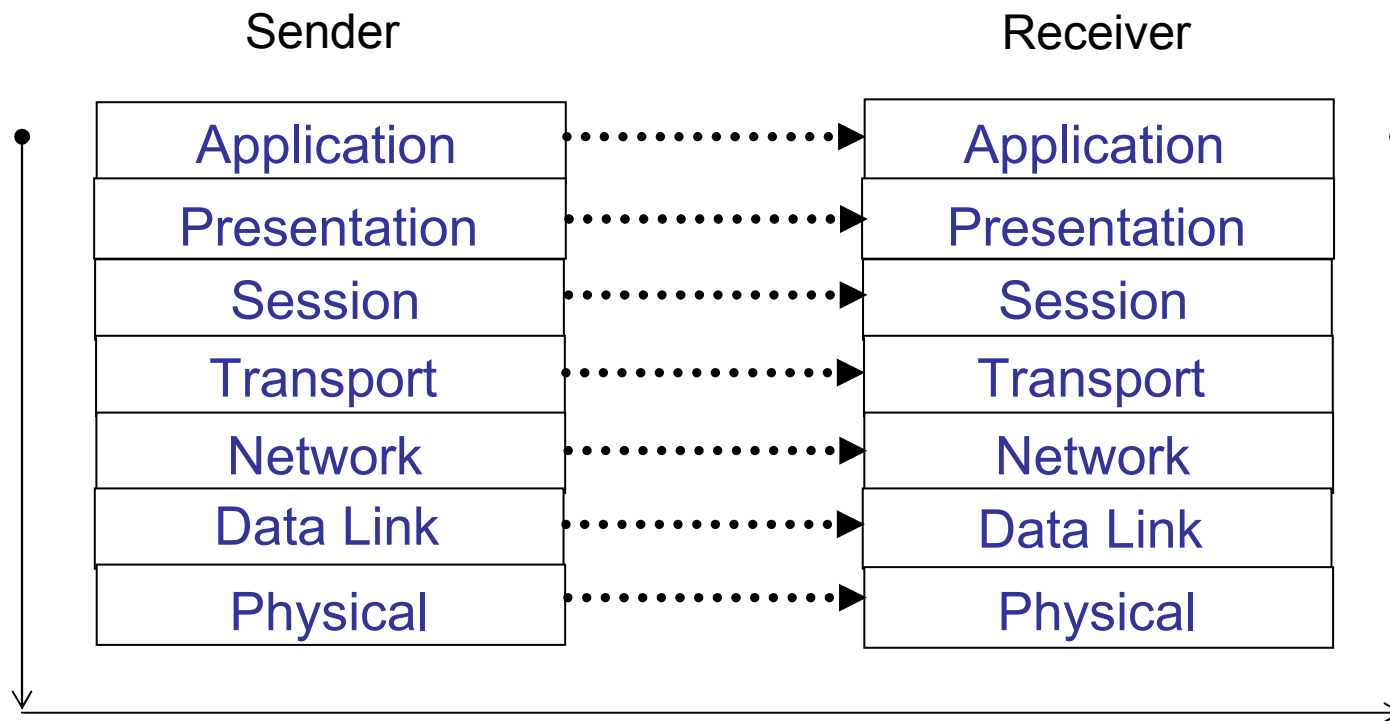 Sender Receiver
Application Application
Presentation Presentation
Session Session
Transport Transport
Network Network
Data Link Data Link
Physical Physical